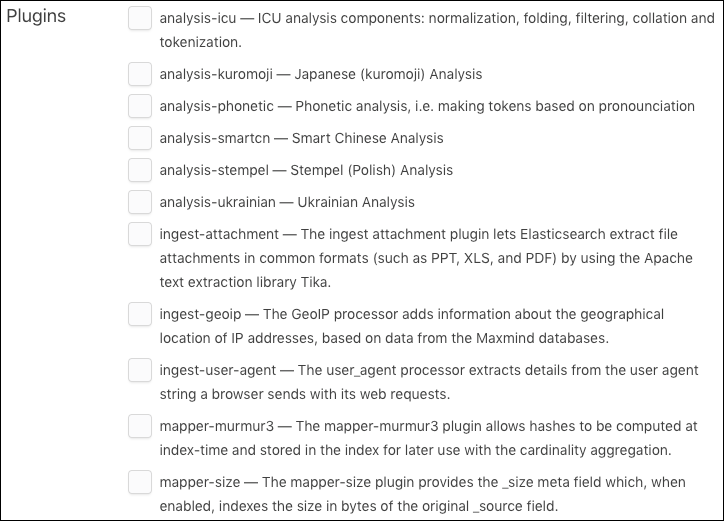 Plugins
analysis-icu — ICU analysis components: normalization, folding, filtering, collation and
tokenization.
analysis-kuromoji — Japanese (kuromoji) Analysis
analysis-phonetic — Phonetic analysis, i.e. making tokens based on pronounciation
analysis-smartcn — Smart Chinese Analysis
analysis-stempel — Stempel (Polish) Analysis
analysis-ukrainian — Ukrainian Analysis
ingest-attachment — The ingest attachment plugin lets Elasticsearch extract file
attachments in common formats (such as PPT, XLS, and PDF) by using the Apache
text extraction library Tika.
ingest-geoip — The GeoIP processor adds information about the geographical
location of IP addresses, based on data from the Maxmind databases.
ingest-user-agent — The user_agent processor extracts details from the user agent
string a browser sends with its web requests.
mapper-murmur3 — The mapper-murmur3 plugin allows hashes to be computed at
index-time and stored in the index for later use with the cardinality aggregation.
mapper-size — The mapper-size plugin provides the _size meta field which, when
enabled, indexes the size in bytes of the original _source field.